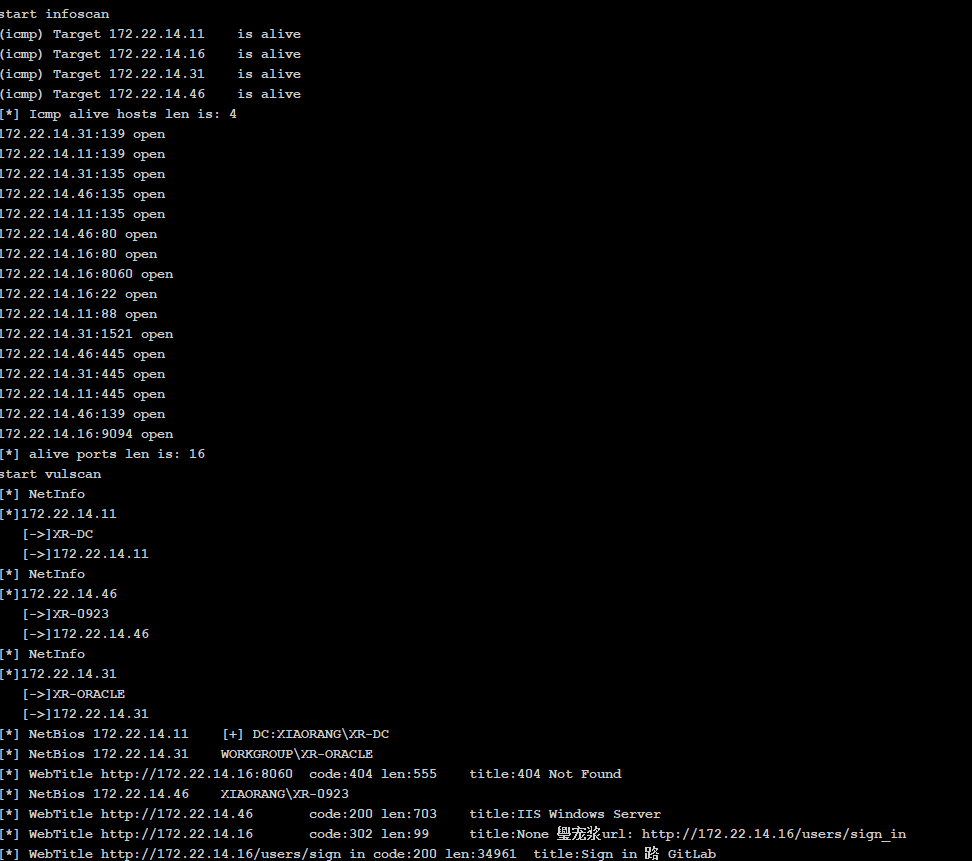 start infoscan
(icmp) Target 172.22.14.11    is alive
(icmp) Target 172.22.14.16    is alive
(icmp) Target 172.22.14.31    is alive
(icmp) Target 172.22.14.46    is alive
[*] Icmp alive hosts len is: 4
172.22.14.31:139 open
172.22.14.11:139 open
172.22.14.31:135 open
172.22.14.46:135 open
172.22.14.11:135 open
172.22.14.46:80 open
172.22.14.16:80 open
172.22.14.16:8060 open
172.22.14.16:22 open
172.22.14.11:88 open
172.22.14.31:1521 open
172.22.14.46:445 open
172.22.14.31:445 open
172.22.14.11:445 open
172.22.14.46:139 open
172.22.14.16:9094 open
[*] alive ports len is: 16
start vulscan
[*] NetInfo
[*]172.22.14.11
   [->]XR-DC
   [->]172.22.14.11
[*] NetInfo
[*]172.22.14.46
   [->]XR-0923
   [->]172.22.14.46
[*] NetInfo
[*]172.22.14.31
   [->]XR-ORACLE
   [->]172.22.14.31
[*] NetBios 172.22.14.11    [+] DC:XIAORANG\XR-DC
[*] NetBios 172.22.14.31    WORKGROUP\XR-ORACLE
[*] WebTitle http://172.22.14.16:8060  code:404 len:555    title:404 Not Found
[*] NetBios 172.22.14.46    XIAORANG\XR-0923
[*] WebTitle http://172.22.14.46       code:200 len:703    title:IIS Windows Server
[*] WebTitle http://172.22.14.16       code:302 len:99     title:None url: http://172.22.14.16/users/sign_in
[*] WebTitle http://172.22.14.16/users/sign_in code:200 len:34961  title:Sign in 路 GitLab